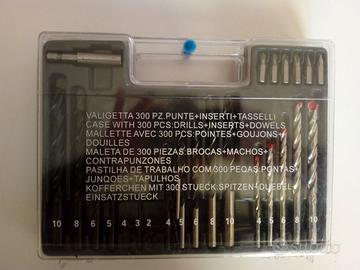 VALIGETTA 300 PZ.PUNTE+INSERTI+TASSELLI
CASE WITH 300 PCS:DRILLS+INSERTS+DOWELS
MALLETTE AVEC 300 PCS:POINTES+GOUJONS+
DOUILLES
MALETA DE 300 PIEZAS BROCAS+MACHOS+
CONTRAPUNZONES
PASTILHA DE TRABALHO COM 300 PEÇAS:PONTAS+
JUNQOES+TAPULHOS
KOFFERCHEN MIT 300 STUECK:SPITZEN+DUEBEL+
EINSATZSTUECK
10 8 6 5 4 3 2 4 5 6 8 10 4 5 6 8 10
subito